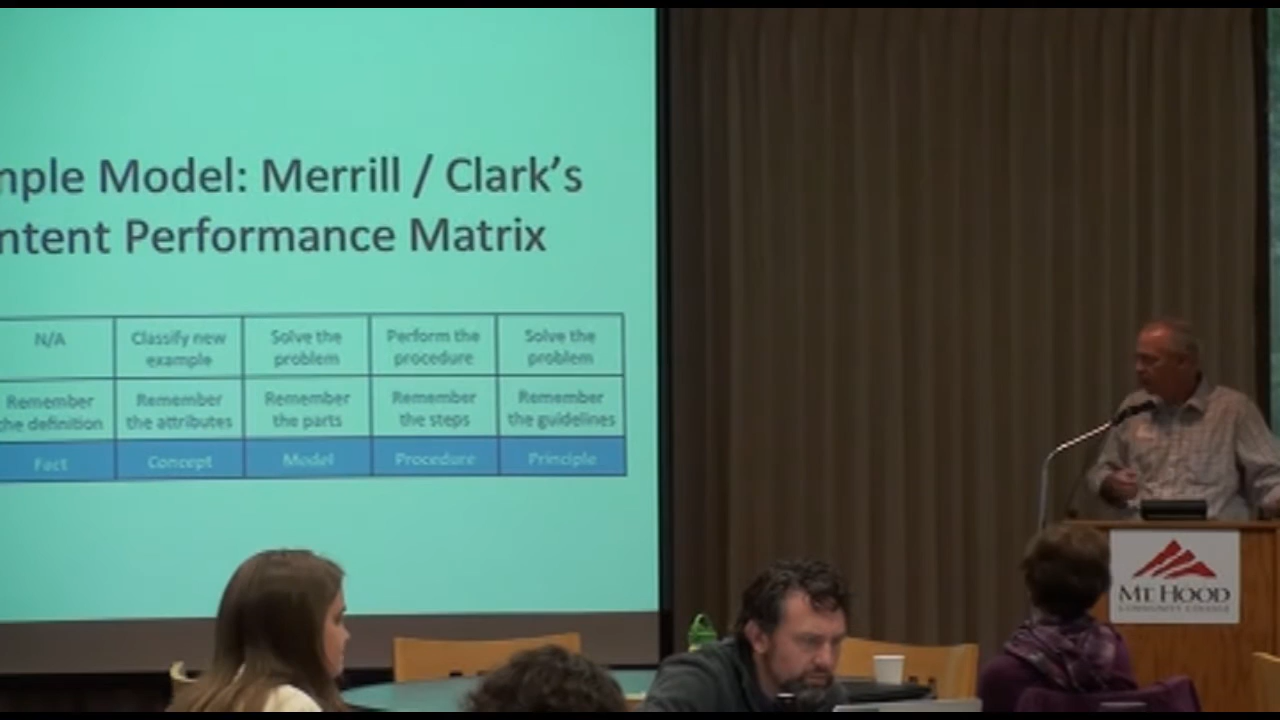 nple Model: Merrill / Clark's
ntent Performance Matrix
N/A
Classify new
example
Solve the
problem
Perform the
procedure
Solve the
problem
Remember
the definition
Remember
the attributes
Remember
the parts
Remember
the steps
Remember
the guidelines
Fact
Concept
Model
Procedure
Principle
MT. HOOD
COMMUNITY COLLEGE